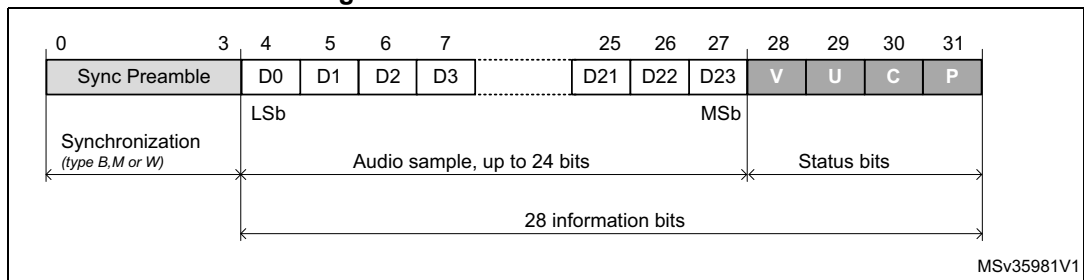 0 3 4 5 6 7 25 26 27 28 29 30 31
Sync Preamble D0 D1 D2 D3 D21 D22 D23 V U C P
LSb MSb
Synchronization
(type B,M or W)
Audio sample, up to 24 bits
Status bits
28 information bits
MSv35981V1